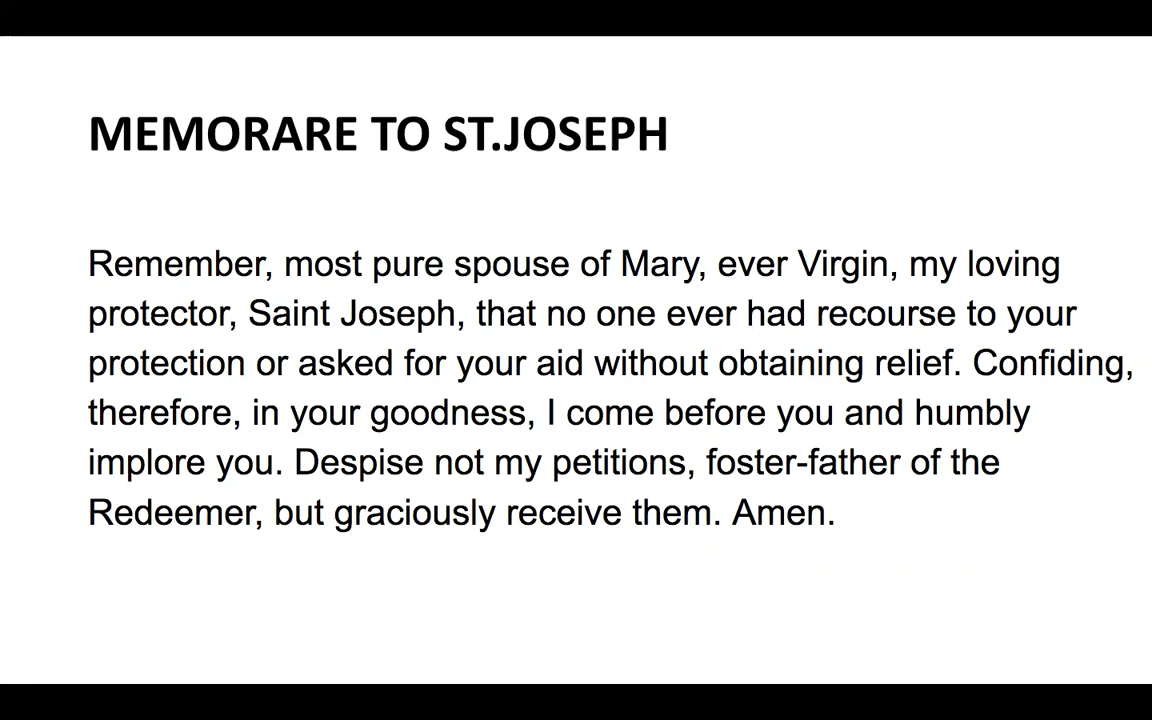 MEMORARE TO ST.JOSEPH
Remember, most pure spouse of Mary, ever Virgin, my loving
protector, Saint Joseph, that no one ever had recourse to your
protection or asked for your aid without obtaining relief. Confiding,
therefore, in your goodness, I come before you and humbly
implore you. Despise not my petitions, foster-father of the
Redeemer, but graciously receive them. Amen.